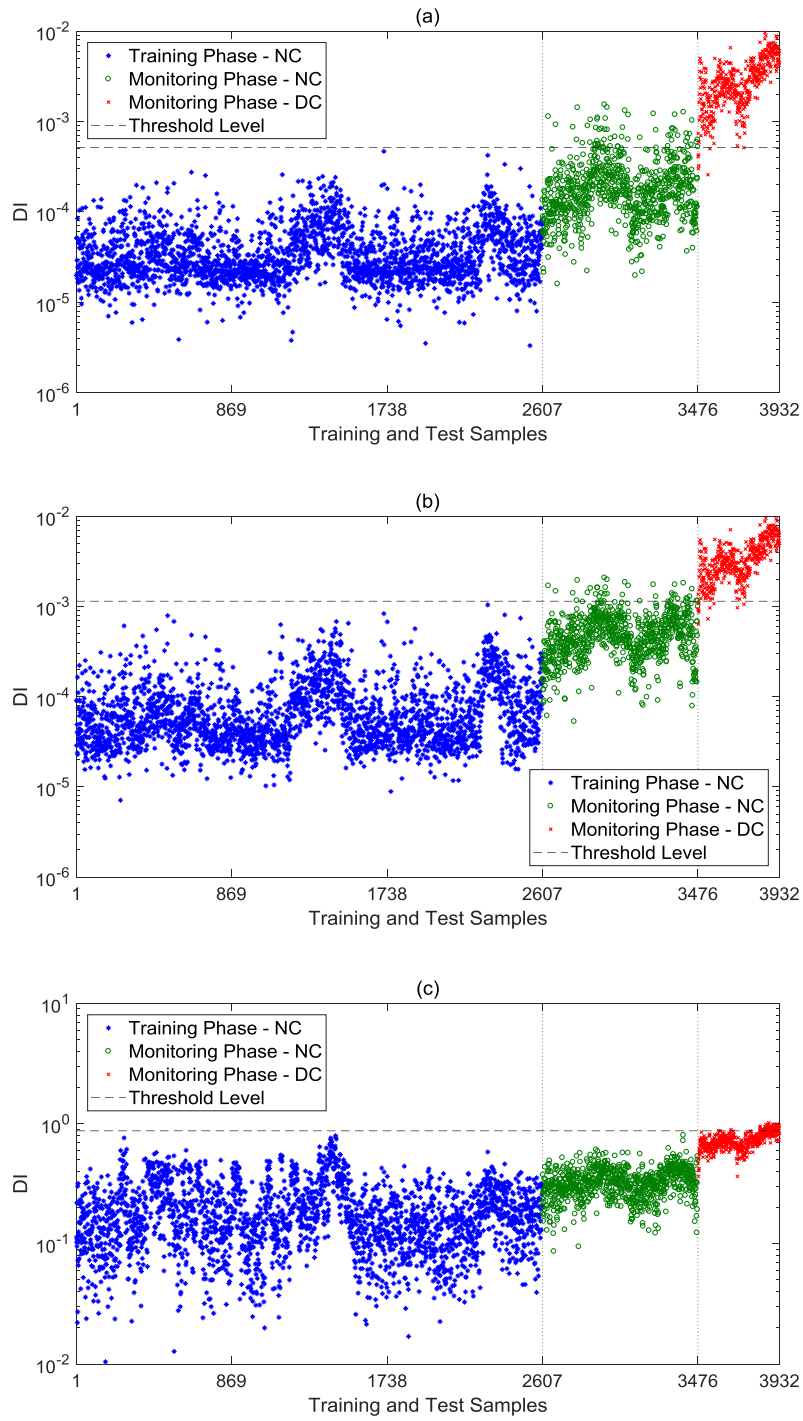 (a)
10^-2
Training Phase - NC
Monitoring Phase - NC
Monitoring Phase - DC
Threshold Level
10^-3
DI
10^-4
10^-5
10^-6
1 869 1738 2607 3476 3932
Training and Test Samples
(b)
10^-2
10^-3
DI
10^-4
10^-5
Training Phase - NC
Monitoring Phase - NC
Monitoring Phase - DC
Threshold Level
10^-6
1 869 1738 2607 3476 3932
Training and Test Samples
(c)
10^1
Training Phase - NC
Monitoring Phase - NC
Monitoring Phase - DC
Threshold Level
10^0
DI
10^-1
10^-2
1 869 1738 2607 3476 3932
Training and Test Samples